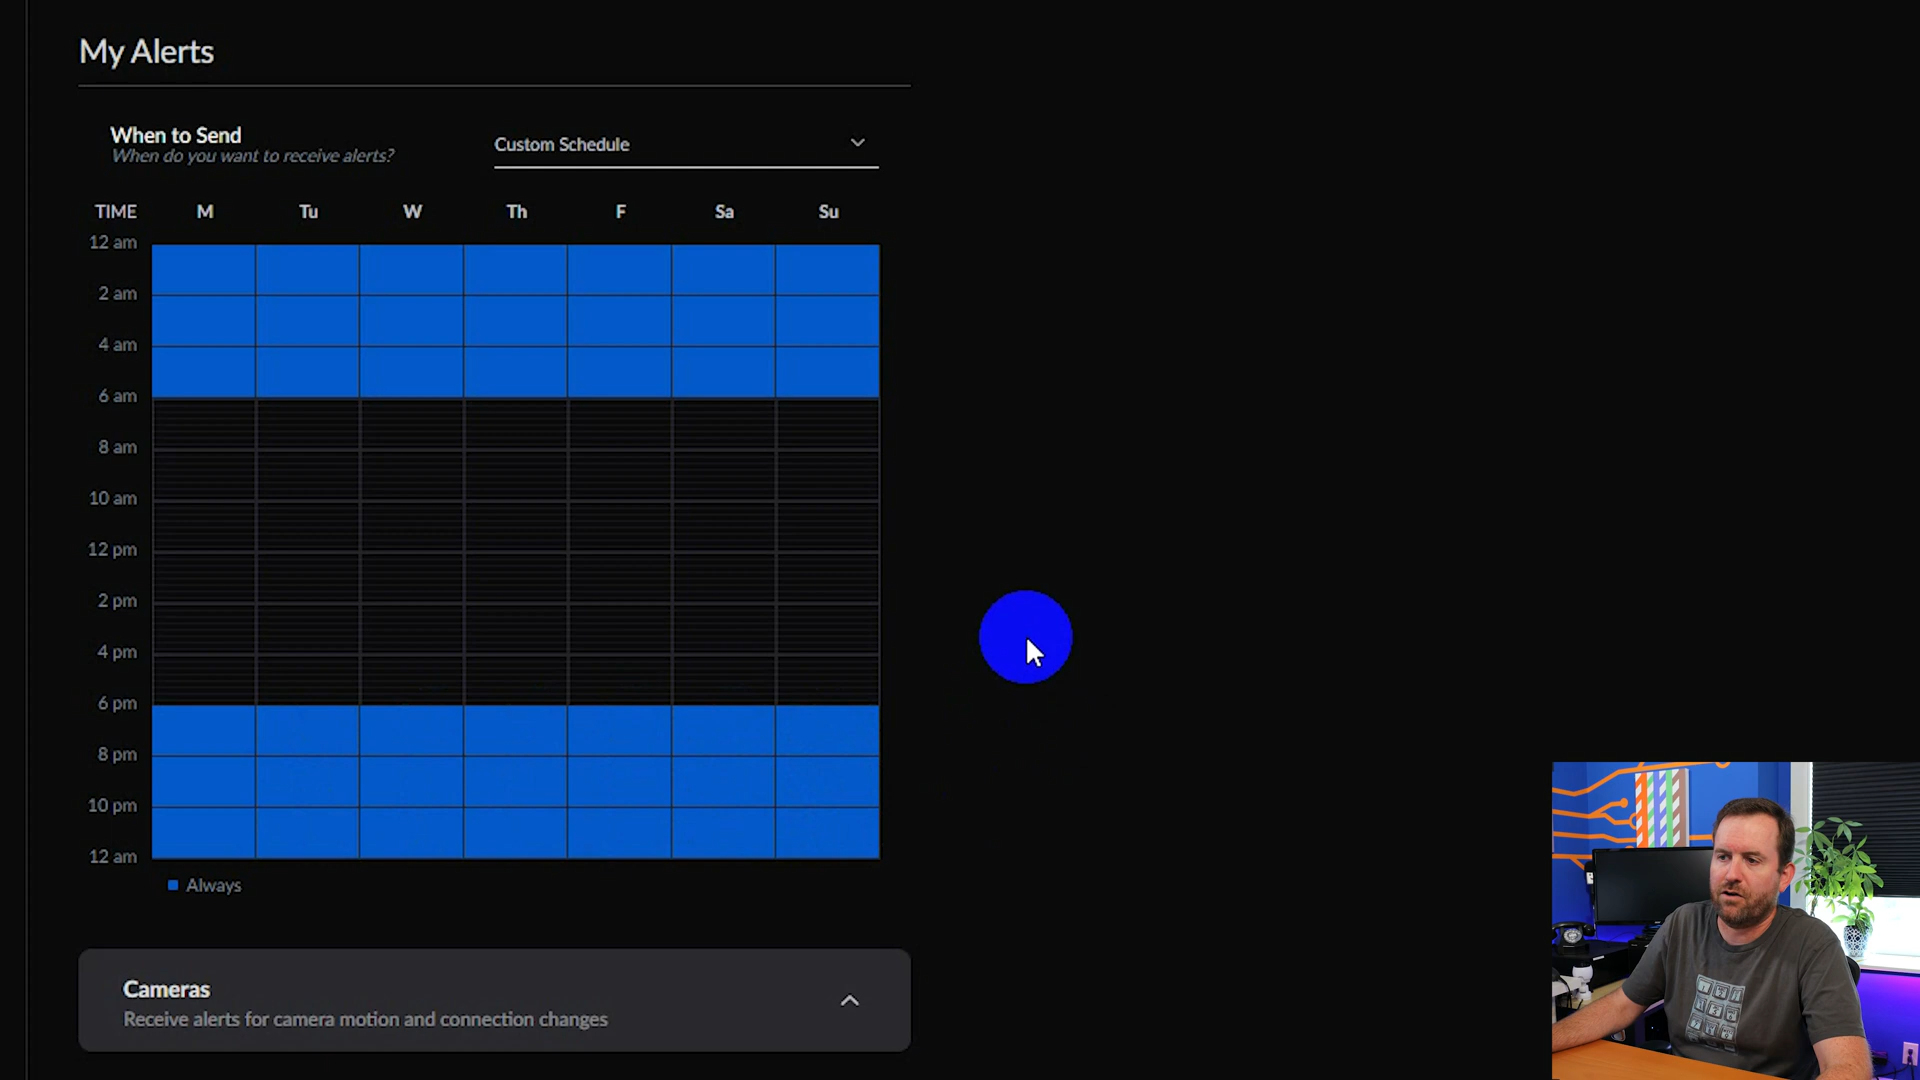 My Alerts
When to Send
When do you want to receive alerts?
Custom Schedule
TIME M Tu W Th F Sa Su
12 am
2 am
4 am
6 am
8 am
10 am
12 pm
2 pm
4 pm
6 pm
8 pm
10 pm
12 am
Always
Cameras
Receive alerts for camera motion and connection changes